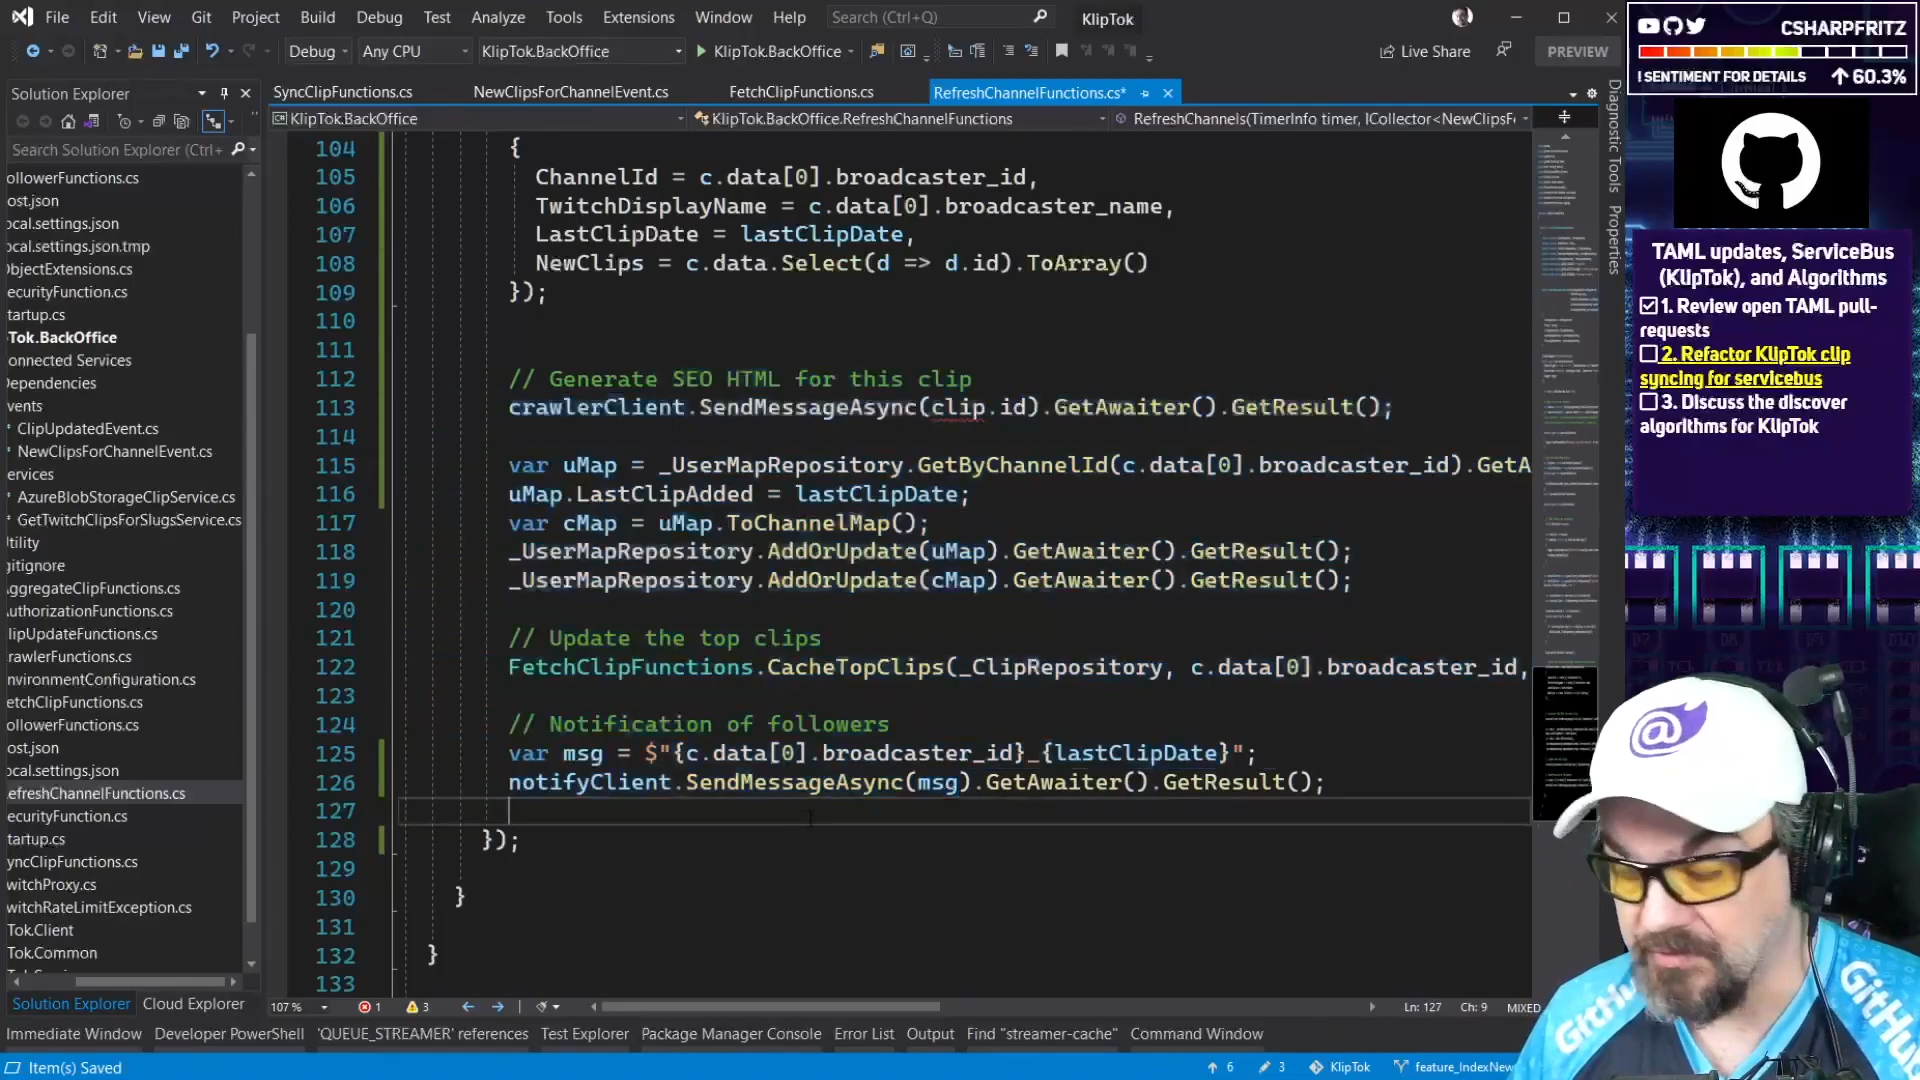 File Edit View Git Project Build Debug Test Analyze Tools Extensions Window Help Search (Ctrl+Q) KlipTok
Debug Any CPU KlipTok.BackOffice KlipTok.BackOffice Live Share PREVIEW
Solution Explorer
Search Solution Explorer (Ctrl+
ollowerFunctions.cs
ost.json
ocal.settings.json
ocal.settings.json.tmp
ObjectExtensions.cs
ecurityFunction.cs
tartup.cs
Tok.BackOffice
onnected Services
Dependencies
vents
ClipUpdatedEvent.cs
NewClipsForChannelEvent.cs
ervices
AzureBlobStorageClipService.cs
GetTwitchClipsForSlugsService.cs
tility
gitignore
AggregateClipFunctions.cs
uthorizationFunctions.cs
lipUpdateFunctions.cs
rawlerFunctions.cs
nvironmentConfiguration.cs
etchClipFunctions.cs
ollowerFunctions.cs
ost.json
ocal.settings.json
efreshChannelFunctions.cs
ecurityFunction.cs
tartup.cs
yncClipFunctions.cs
witchProxy.cs
witchRateLimitException.cs
Tok.Client
Tok.Common
Solution Explorer Cloud Explorer
SyncClipFunctions.cs NewClipsForChannelEvent.cs FetchClipFunctions.cs RefreshChannelFunctions.cs*
KlipTok.BackOffice KlipTok.BackOffice.RefreshChannelFunctions RefreshChannels(TimerInfo timer, ICollector<NewClipsF
104 {
105 ChannelId = c.data[0].broadcaster_id,
106 TwitchDisplayName = c.data[0].broadcaster_name,
107 LastClipDate = lastClipDate,
108 NewClips = c.data.Select(d => d.id).ToArray()
109 });
110
111
112 // Generate SEO HTML for this clip
113 crawlerClient.SendMessageAsync(clip.id).GetAwaiter().GetResult();
114
115 var uMap = _UserMapRepository.GetByChannelId(c.data[0].broadcaster_id).GetA
116 uMap.LastClipAdded = lastClipDate;
117 var cMap = uMap.ToChannelMap();
118 _UserMapRepository.AddOrUpdate(uMap).GetAwaiter().GetResult();
119 _UserMapRepository.AddOrUpdate(cMap).GetAwaiter().GetResult();
120
121 // Update the top clips
122 FetchClipFunctions.CacheTopClips(_ClipRepository, c.data[0].broadcaster_id,
123
124 // Notification of followers
125 var msg = $"{c.data[0].broadcaster_id}_{lastClipDate}";
126 notifyClient.SendMessageAsync(msg).GetAwaiter().GetResult();
127
128 });
129
130 }
131
132 }
133
107 % 1 3 Ln: 127 Ch: 9 MIXED
Immediate Window Developer PowerShell 'QUEUE_STREAMER' references Test Explorer Package Manager Console Error List Output Find "streamer-cache" Command Window
Item(s) Saved 6 3 KlipTok feature_IndexNew
Diagnostic Tools
Properties
CSHARPFRITZ
! SENTIMENT FOR DETAILS 60.3%
TAML updates, ServiceBus
(KlipTok), and Algorithms
1. Review open TAML pull-
requests
2. Refactor KlipTok clip
syncing for servicebus
3. Discuss the discover
algorithms for KlipTok
@
GitHub